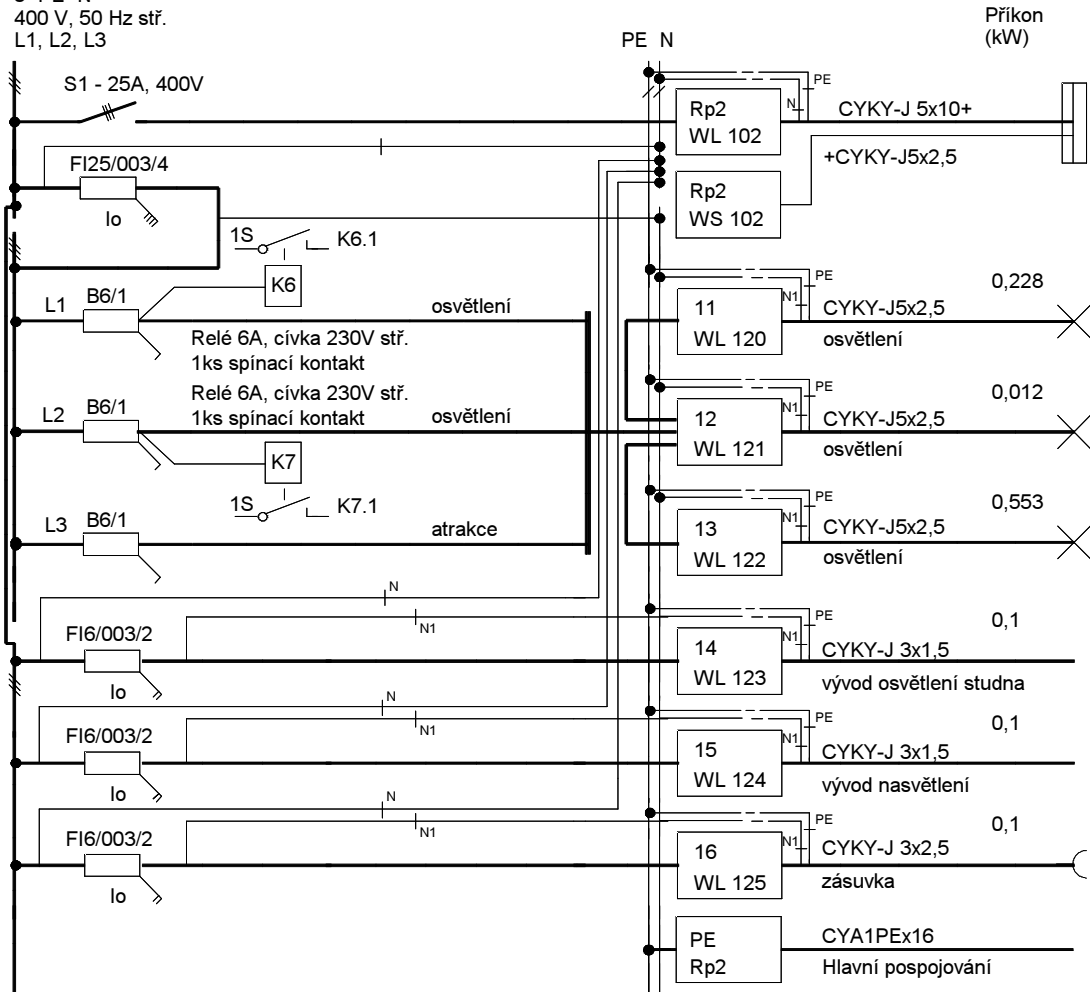 400 V, 50 Hz stř.
L1, L2, L3
PE N
Příkon
(kW)
S1 - 25A, 400V
PE
N
Rp2
WL 102
CYKY-J 5x10+
+CYKY-J5x2,5
Rp2
WS 102
FI25/003/4
Io
1S
K6.1
K6
L1
B6/1
osvětlení
Relé 6A, cívka 230V stř.
1ks spínací kontakt
PE
N1
11
WL 120
CYKY-J5x2,5
osvětlení
0,228
Relé 6A, cívka 230V stř.
1ks spínací kontakt
L2
B6/1
osvětlení
K7
1S
K7.1
PE
N1
12
WL 121
CYKY-J5x2,5
osvětlení
0,012
L3
B6/1
atrakce
PE
N1
13
WL 122
CYKY-J5x2,5
osvětlení
0,553
N
N1
FI6/003/2
Io
PE
N1
14
WL 123
CYKY-J 3x1,5
vývod osvětlení studna
0,1
N
N1
FI6/003/2
Io
PE
N1
15
WL 124
CYKY-J 3x1,5
vývod nasvětlení
0,1
N
N1
FI6/003/2
Io
PE
N1
16
WL 125
CYKY-J 3x2,5
zásuvka
0,1
PE
Rp2
CYA1PEx16
Hlavní pospojování